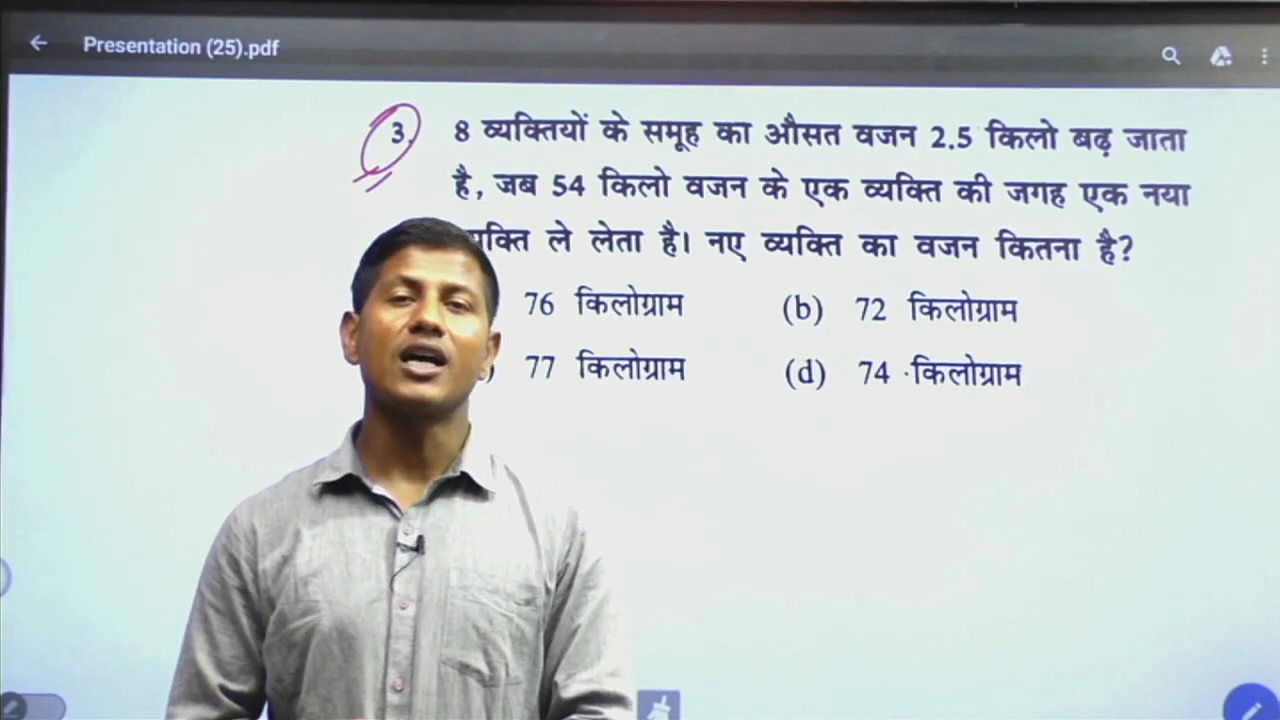 Presentation (25).pdf
3. 8 व्यक्तियों के समूह का औसत वजन 2.5 किलो बढ़ जाता
है, जब 54 किलो वजन के एक व्यक्ति की जगह एक नया
ले लेता है। नए व्यक्ति का वजन कितना है?
76 किलोग्राम (b) 72 किलोग्राम
77 किलोग्राम (d) 74 किलोग्राम